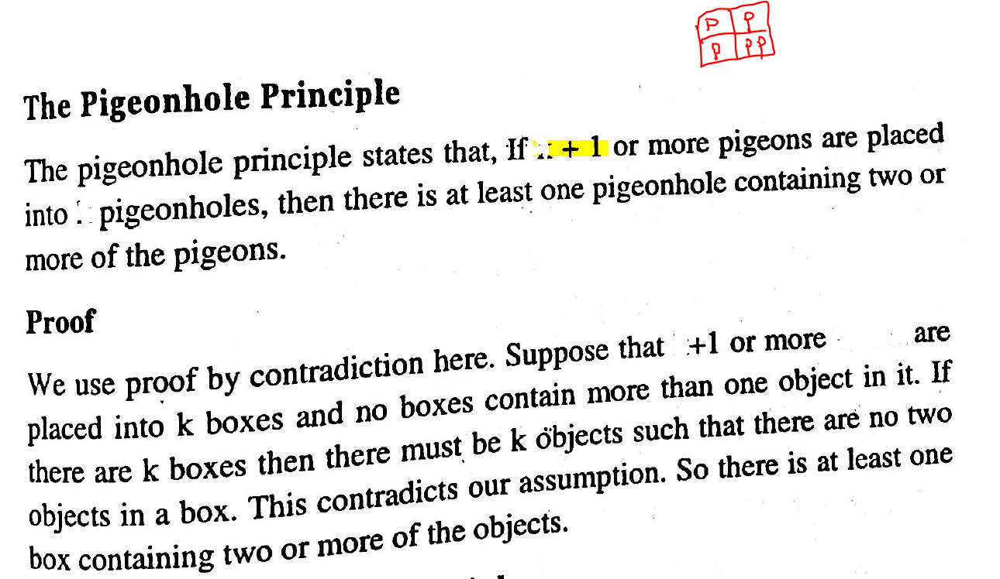 P P
P PP
The Pigeonhole Principle
The pigeonhole principle states that, If + 1 or more pigeons are placed
into pigeonholes, then there is at least one pigeonhole containing two or
more of the pigeons.
Proof
We use proof by contradiction here. Suppose that +1 or more are
placed into k boxes and no boxes contain more than one object in it. If
there are k boxes then there must be k objects such that there are no two
objects in a box. This contradicts our assumption. So there is at least one
box containing two or more of the objects.